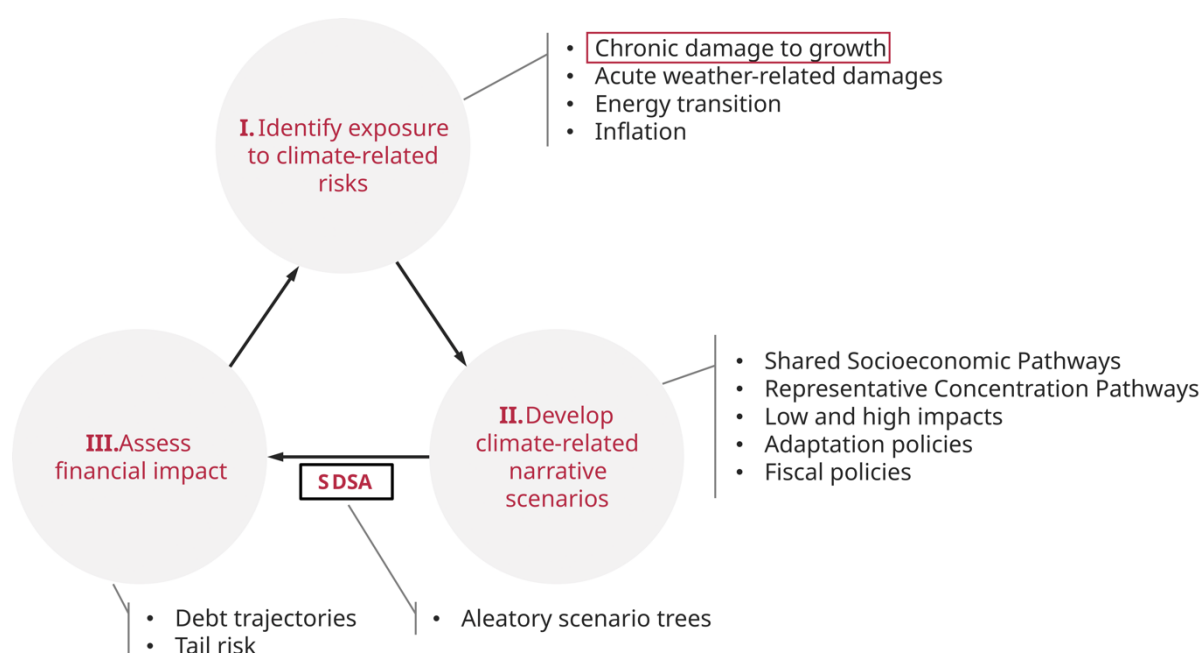 • Chronic damage to growth
• Acute weather-related damages
• Energy transition
• Inflation
I. Identify exposure
to climate-related
risks
• Shared Socioeconomic Pathways
• Representative Concentration Pathways
• Low and high impacts
• Adaptation policies
• Fiscal policies
II. Develop
climate-related
narrative
scenarios
III. Assess
financial impact
SDSA
• Debt trajectories
• Tail risk
• Aleatory scenario trees